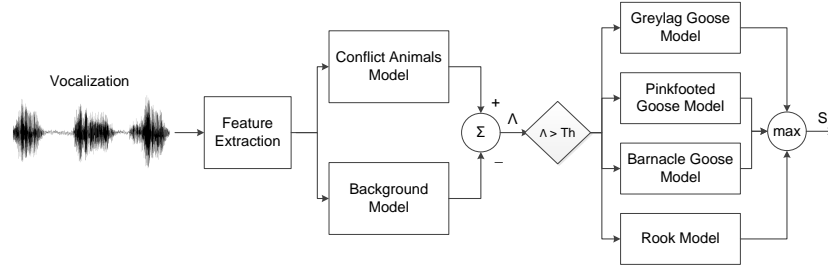 Vocalization
Feature
Extraction
Conflict Animals
Model
Background
Model
+
Σ
−
Λ
Λ > Th
Greylag Goose
Model
Pinkfooted
Goose Model
Barnacle Goose
Model
Rook Model
max
S